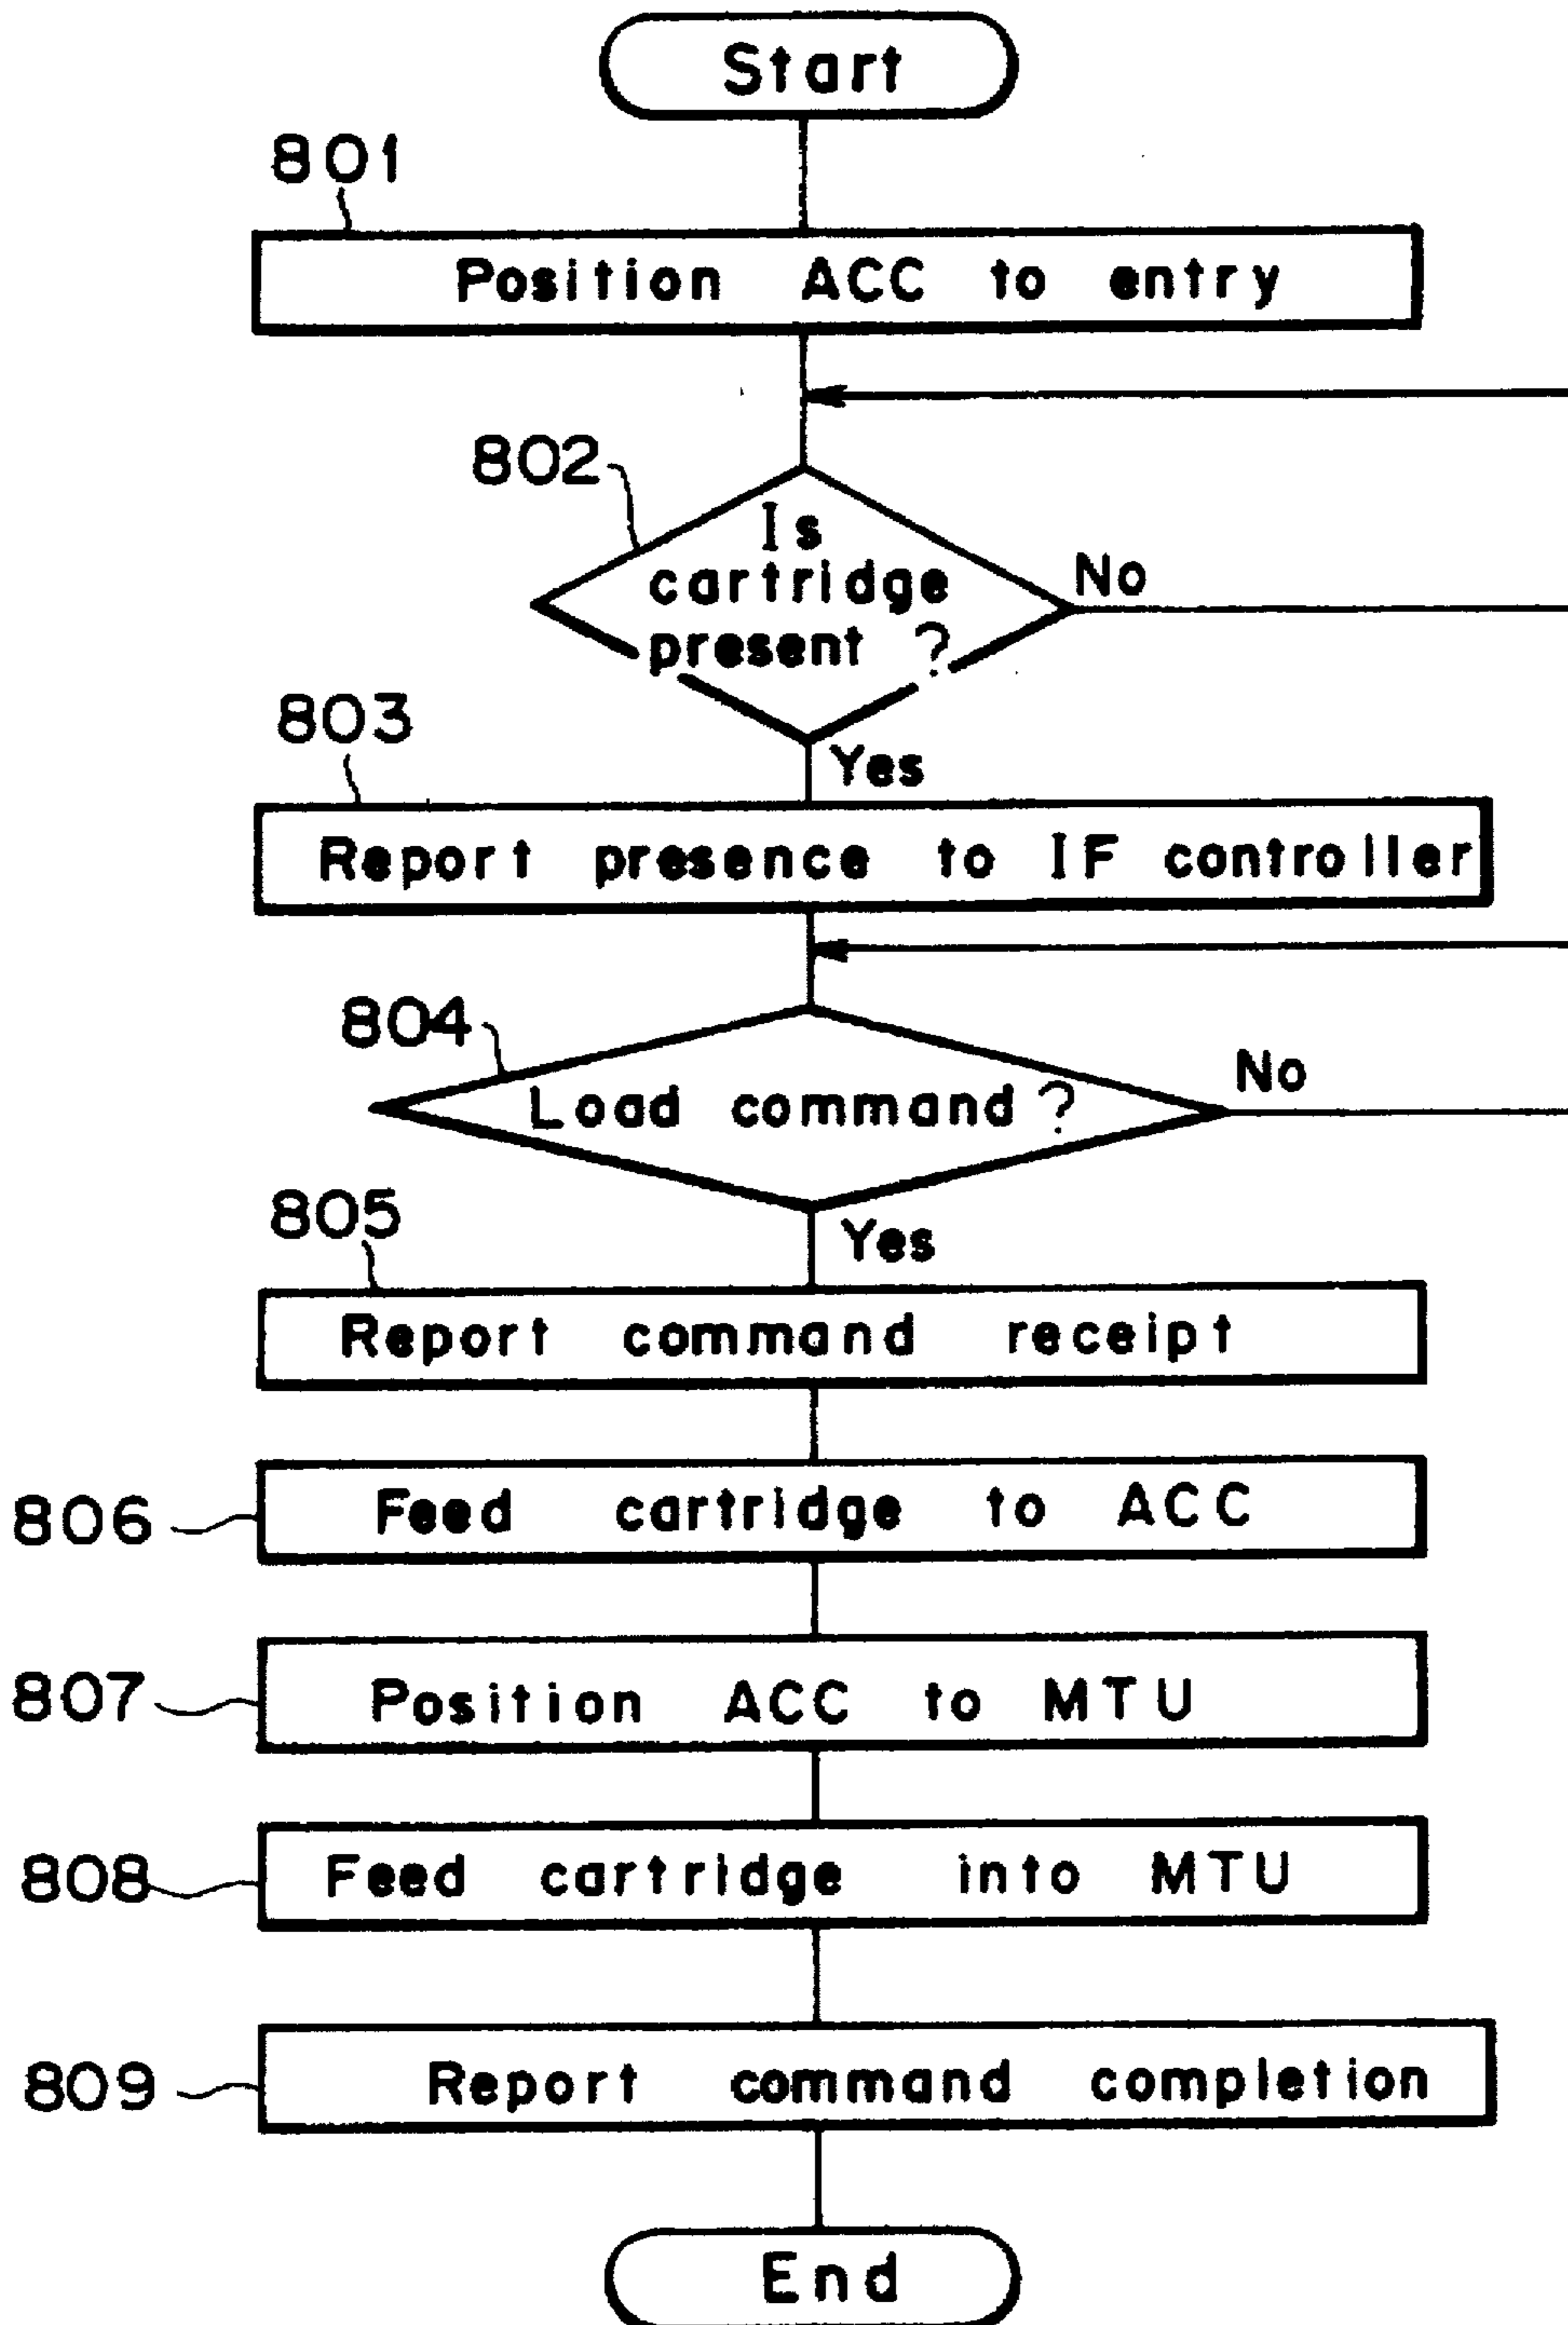 Start
801
Position ACC to entry
802
Is
cartridge
present ?
No
Yes
803
Report presence to IF controller
804
Load command ?
No
Yes
805
Report command receipt
806
Feed cartridge to ACC
807
Position ACC to MTU
808
Feed cartridge into MTU
809
Report command completion
End